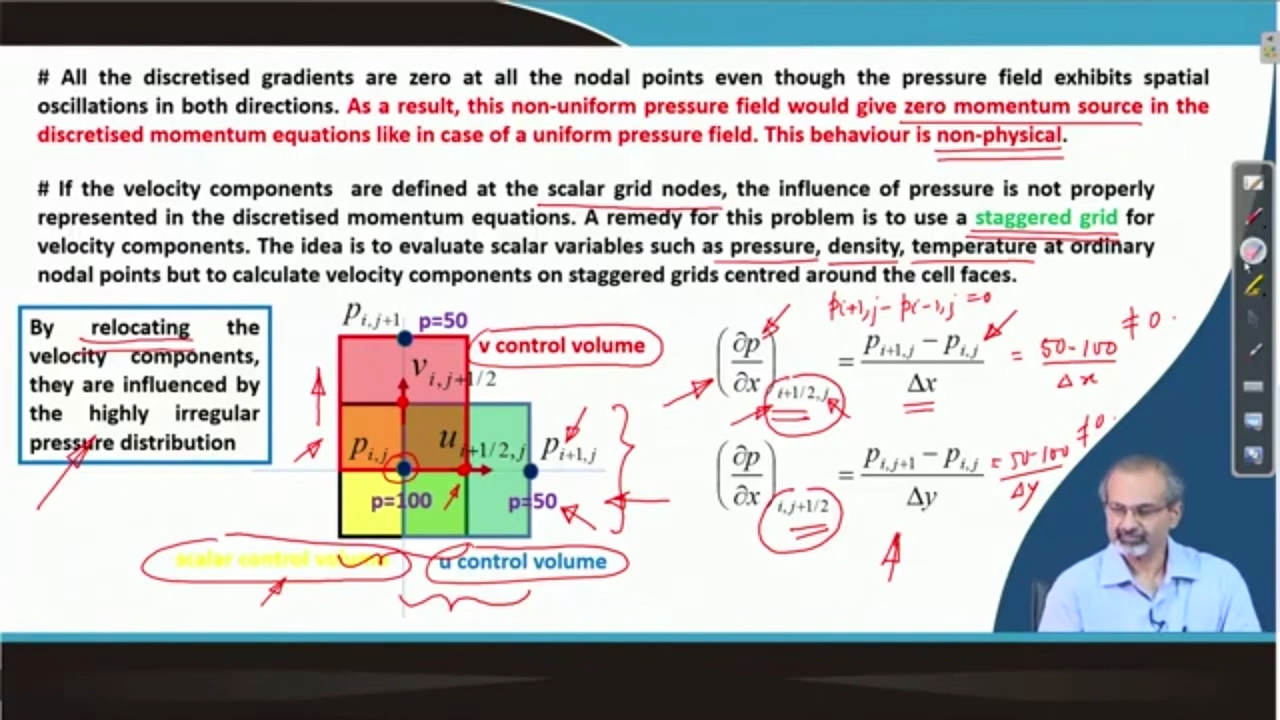 # All the discretised gradients are zero at all the nodal points even though the pressure field exhibits spatial
oscillations in both directions. As a result, this non-uniform pressure field would give zero momentum source in the
discretised momentum equations like in case of a uniform pressure field. This behaviour is non-physical.
# If the velocity components are defined at the scalar grid nodes, the influence of pressure is not properly
represented in the discretised momentum equations. A remedy for this problem is to use a staggered grid for
velocity components. The idea is to evaluate scalar variables such as pressure, density, temperature at ordinary
nodal points but to calculate velocity components on staggered grids centred around the cell faces.
By relocating the
velocity components,
they are influenced by
the highly irregular
pressure distribution
p_{i,j+1} p=50
v control volume
v_{i,j+1/2}
p_{i,j} u_{i+1/2,j} p_{i+1,j}
p=100 p=50
scalar control volume u control volume
p_{i+1,j} - p_{i-1,j} = 0
(∂p/∂x)_{i+1/2,j} = (p_{i+1,j} - p_{i,j})/Δx = (50-100)/Δx ≠ 0.
(∂p/∂x)_{i,j+1/2} = (p_{i,j+1} - p_{i,j})/Δy = (50-100)/Δy ≠ 0.